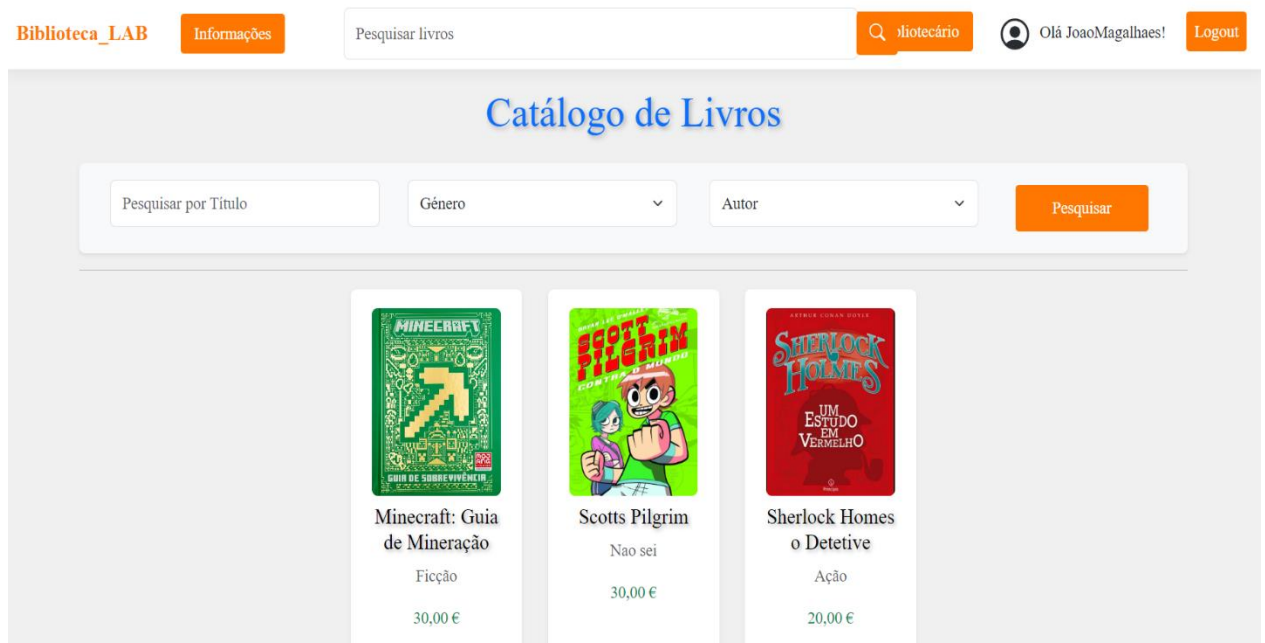 Biblioteca_LAB
Informações
Pesquisar livros
bliotecário
Olá JoaoMagalhaes!
Logout
Catálogo de Livros
Pesquisar por Título
Género
Autor
Pesquisar
MINECRAFT
GUIA DE SOBREVIVÊNCIA
SCOTT
PILGRIM
CONTRA O MUNDO
ARTHUR CONAN DOYLE
SHERLOCK
HOLMES
UM
ESTUDO
EM
VERMELHO
Minecraft: Guia
de Mineração
Ficção
30,00 €
Scotts Pilgrim
Nao sei
30,00 €
Sherlock Homes
o Detetive
Ação
20,00 €